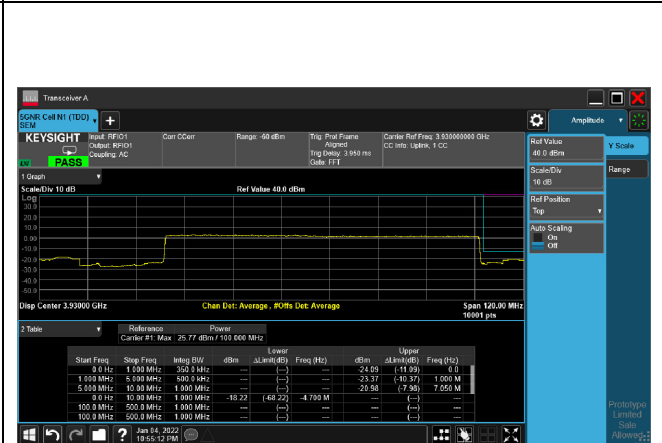 Transceiver A
5GNR Cell N1 (TDD)
SEM
Amplitude
KEYSIGHT
PASS
Input: RFIO1
Output: RFIO1
Coupling: AC
Corr CCorr
Range: -60 dBm
Trig: Prot Frame
Aligned
Trig Delay: 3.950 ms
Gate: FFT
Carrier Ref Freq: 3.930000000 GHz
CC Info: Uplink, 1 CC
Ref Value
40.0 dBm
Y Scale
Scale/Div
10 dB
Range
Ref Position
Top
Auto Scaling
On
Off
1 Graph
Scale/Div 10 dB
Ref Value 40.0 dBm
Log
30.0
20.0
10.0
0.00
-10.0
-20.0
-30.0
-40.0
-50.0
Disp Center 3.93000 GHz
Chan Det: Average , #Offs Det: Average
Span 120.00 MHz
10001 pts
2 Table
Reference Power
Carrier #1: Max 25.77 dBm / 100.000 MHz
Lower Upper
Start Freq Stop Freq Integ BW dBm ΔLimit(dB) Freq (Hz) dBm ΔLimit(dB) Freq (Hz)
0.0 Hz 1.000 MHz 350.0 kHz --- (---) --- -24.09 (-11.09) 0.0
1.000 MHz 5.000 MHz 500.0 kHz --- (---) --- -23.37 (-10.37) 1.000 M
5.000 MHz 10.00 MHz 1.000 MHz --- (---) --- -20.98 (-7.98) 7.050 M
0.0 Hz 10.00 MHz 1.000 MHz -18.22 (-68.22) -4.700 M --- (---) ---
100.0 MHz 500.0 MHz 1.000 MHz --- (---) --- --- (---) ---
100.0 MHz 500.0 MHz 1.000 MHz --- (---) --- --- (---) ---
Prototype
Limited
Sale
Allowed
Jan 04, 2022
10:55:12 PM